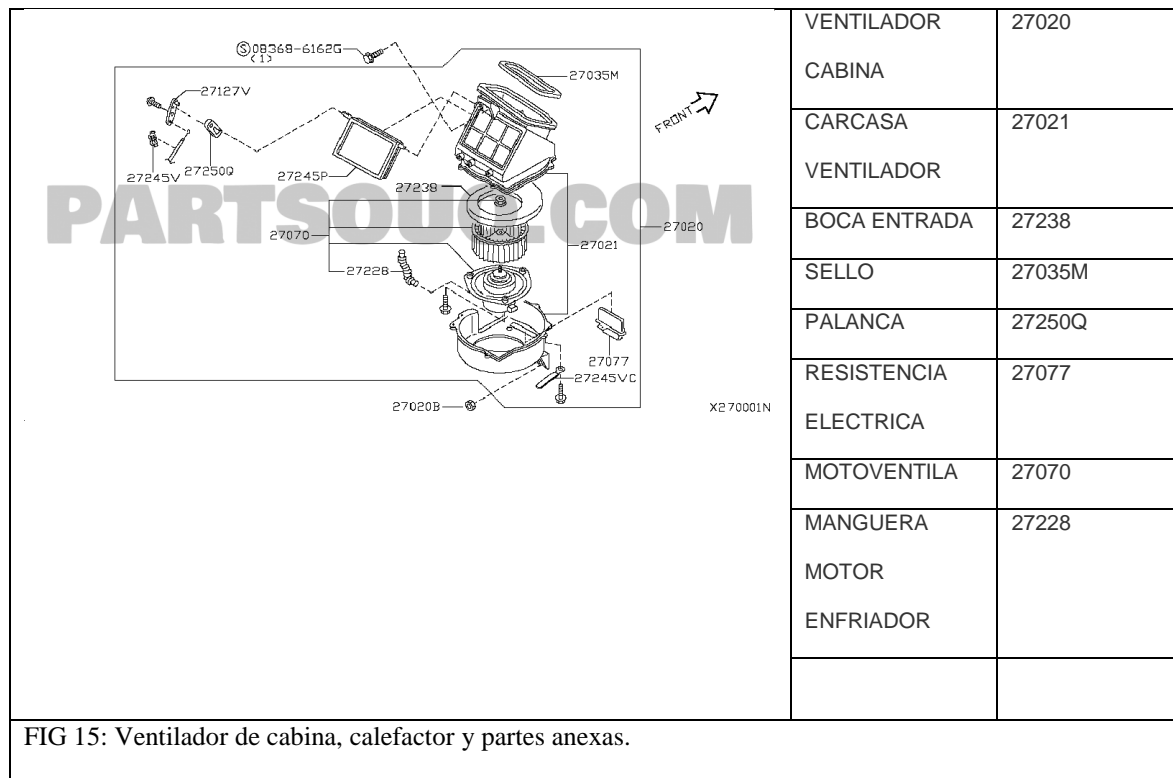 Ⓢ08368-6162G
(1)
27035M
27127V
FRONT
27245V
27250Q
27245P
27238
PARTSOUQ.COM
27070
27020
27021
27228
27077
27245VC
27020B
X270001N
VENTILADOR 27020
CABINA
CARCASA 27021
VENTILADOR
BOCA ENTRADA 27238
SELLO 27035M
PALANCA 27250Q
RESISTENCIA 27077
ELECTRICA
MOTOVENTILA 27070
MANGUERA 27228
MOTOR
ENFRIADOR
FIG 15: Ventilador de cabina, calefactor y partes anexas.